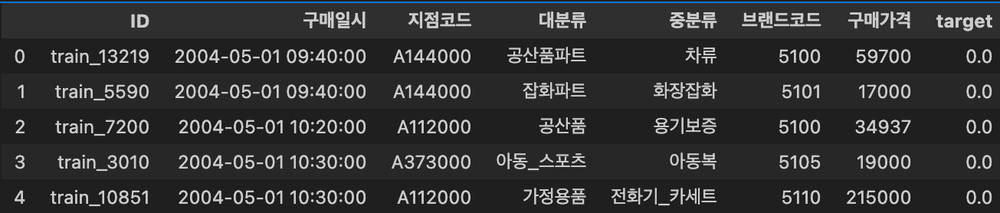 ID 구매일시 지점코드 대분류 중분류 브랜드코드 구매가격 target
0 train_13219 2004-05-01 09:40:00 A144000 공산품파트 차류 5100 59700 0.0
1 train_5590 2004-05-01 09:40:00 A144000 잡화파트 화장잡화 5101 17000 0.0
2 train_7200 2004-05-01 10:20:00 A112000 공산품 용기보증 5100 34937 0.0
3 train_3010 2004-05-01 10:30:00 A373000 아동_스포츠 아동복 5105 19000 0.0
4 train_10851 2004-05-01 10:30:00 A112000 가정용품 전화기_카세트 5110 215000 0.0